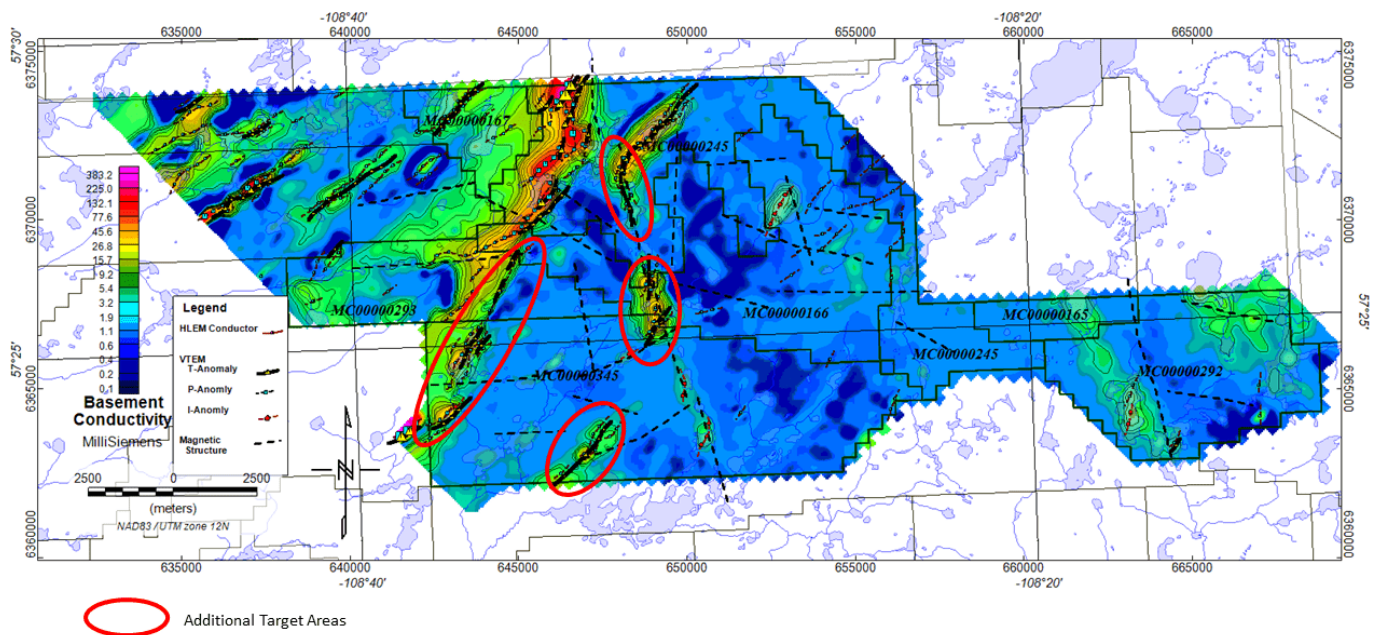 -108°40'
-108°20'
635000
640000
645000
650000
655000
660000
665000
57°30'
6375000
6375000
MC00000167
MC00000245
383.2
225.0
132.1
77.6
45.6
26.8
15.7
9.2
5.4
3.2
1.9
1.1
0.6
0.4
0.2
0.1
6370000
6370000
MC00000293
MC00000166
MC00000165
57°25'
57°25'
MC00000245
MC00000345
MC00000292
6365000
6365000
Legend
HLEM Conductor
VTEM
T-Anomaly
P-Anomly
I-Anomly
Magnetic
Structure
Basement
Conductivity
MilliSiemens
2500
0
2500
(meters)
NAD83 / UTM zone 12N
N
6360000
6360000
635000
640000
645000
650000
655000
660000
665000
-108°40'
-108°20'
Additional Target Areas